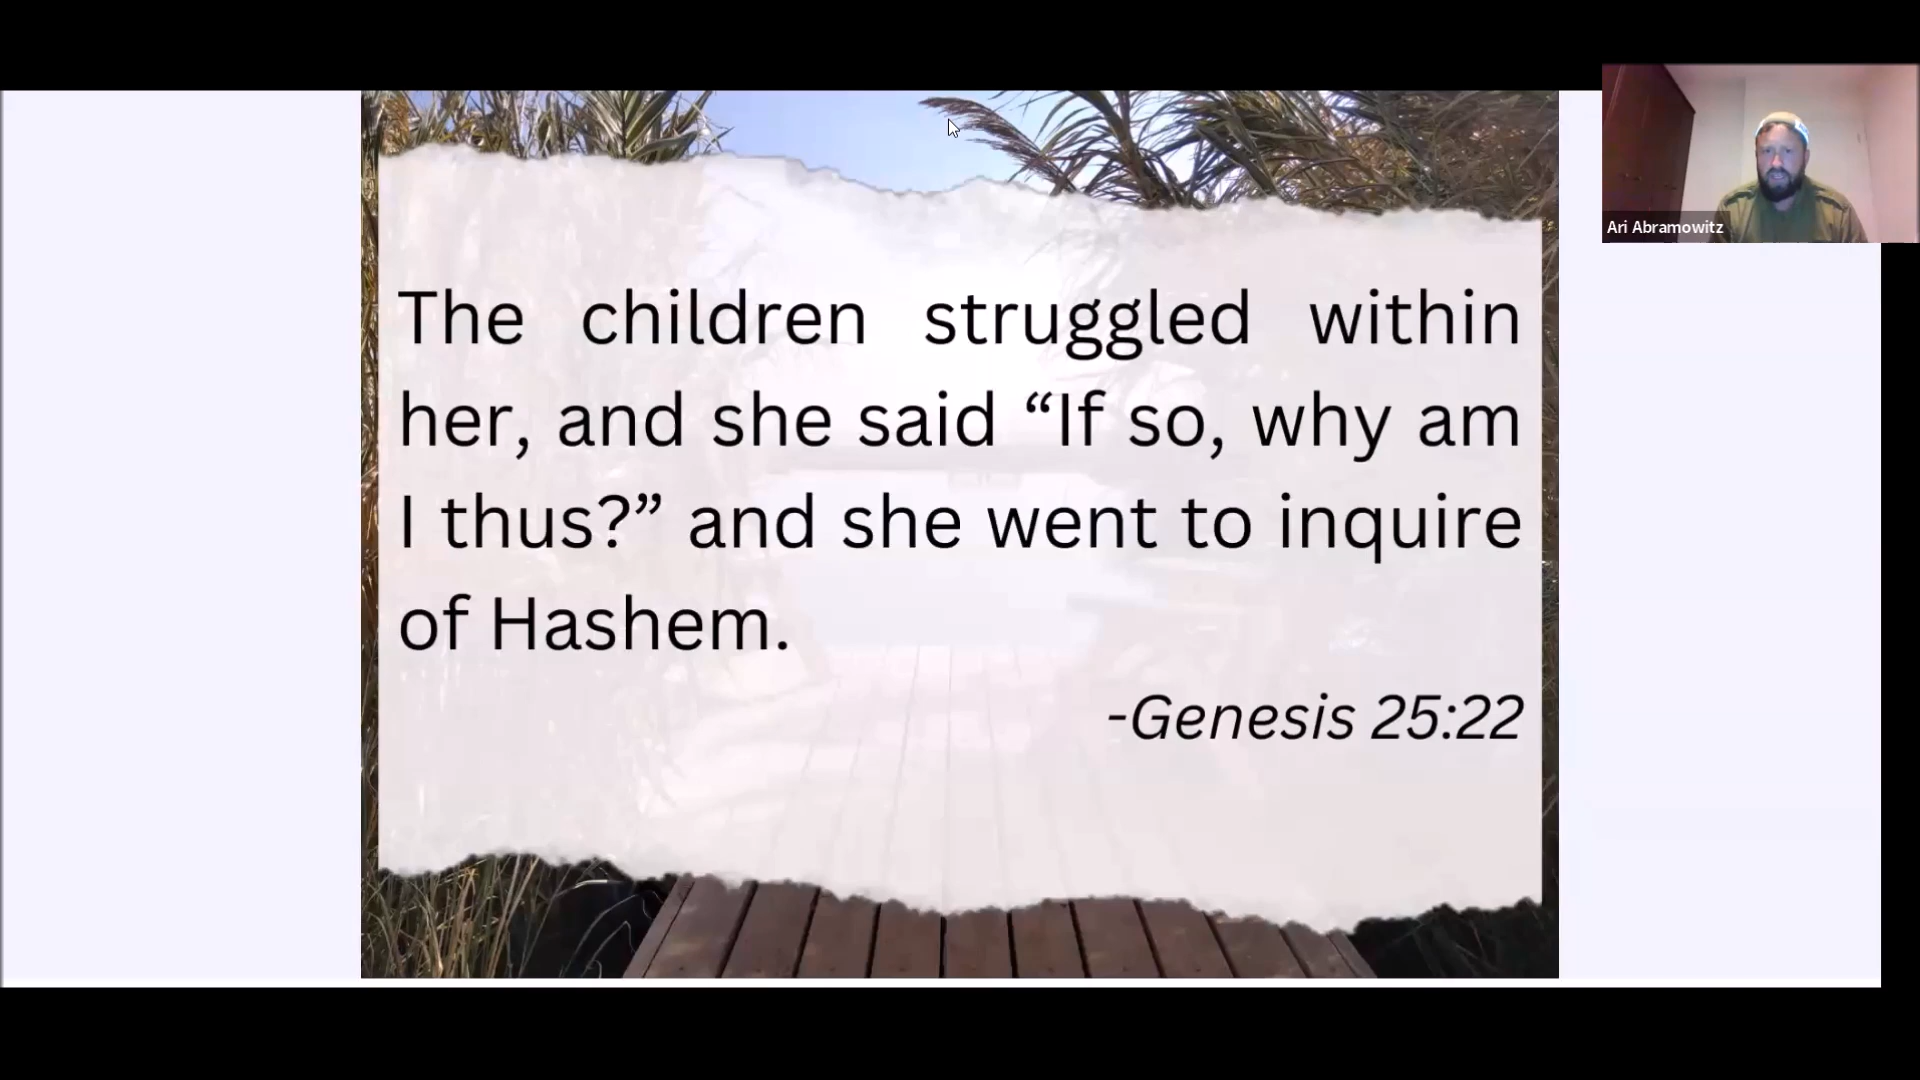 The children struggled within
her, and she said “If so, why am
I thus?” and she went to inquire
of Hashem.
-Genesis 25:22
Ari Abramowitz